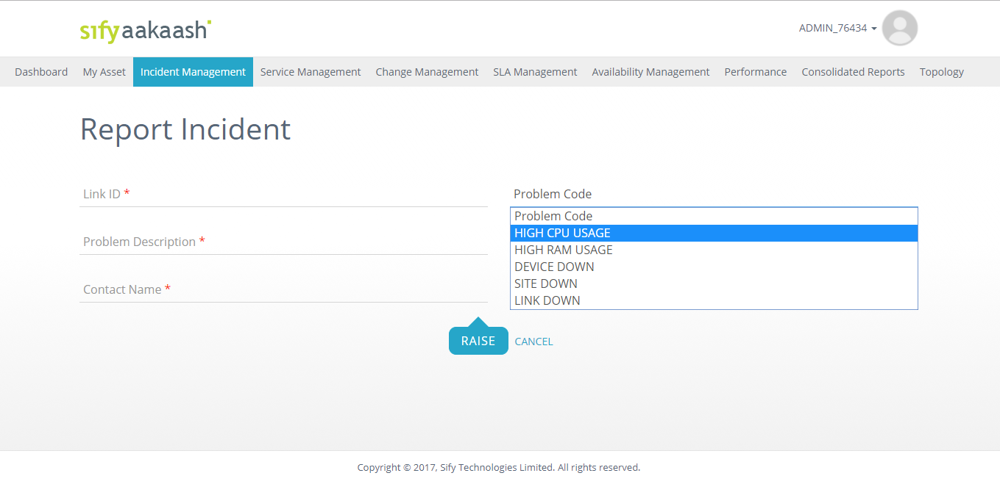 sify aakaash
ADMIN_76434
Dashboard My Asset Incident Management Service Management Change Management SLA Management Availability Management Performance Consolidated Reports Topology
Report Incident
Link ID *
Problem Code
Problem Code
HIGH CPU USAGE
Problem Description *
HIGH RAM USAGE
DEVICE DOWN
SITE DOWN
Contact Name *
LINK DOWN
RAISE CANCEL
Copyright © 2017, Sify Technologies Limited. All rights reserved.